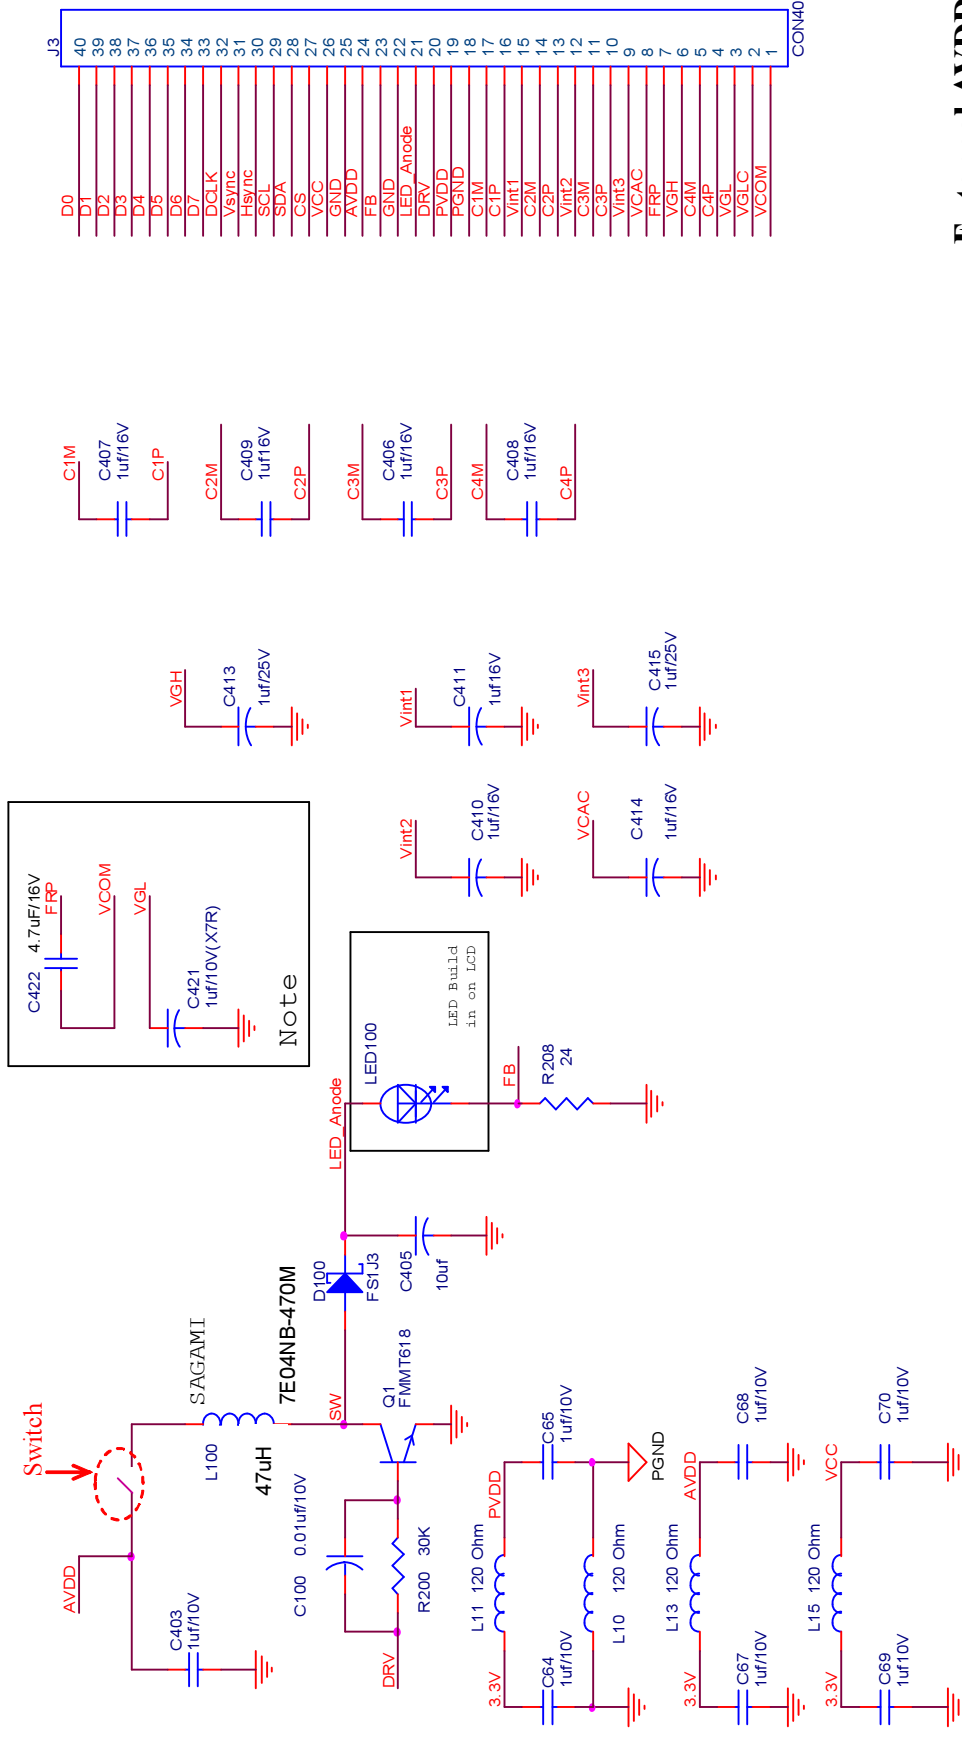 Switch
AVDD
C403
1uf/10V
L100
SAGAMI
47uH
7E04NB-470M
SW
D100
FS1J3
Q1
FMMT618
C100 0.01uf/10V
R200 30K
DRV
C405
10uf
LED_Anode
LED100
LED Build
in on LCD
FB
R208
24
C422 4.7uF/16V
FRP
VCOM
VGL
C421
1uf/10V(X7R)
Note
VGH
C413
1uf/25V
Vint2
C410
1uf/16V
Vint1
C411
1uf16V
VCAC
C414
1uf/16V
Vint3
C415
1uf/25V
C1M
C407
1uf/16V
C1P
C2M
C409
1uf16V
C2P
C3M
C406
1uf/16V
C3P
C4M
C408
1uf/16V
C4P
3.3V
L11 120 Ohm
PVDD
C64
1uf/10V
C65
1uf/10V
L10 120 Ohm
PGND
3.3V
L13 120 Ohm
AVDD
C67
1uf/10V
C68
1uf/10V
3.3V
L15 120 Ohm
VCC
C69
1uf10V
C70
1uf/10V
J3
D0 40
D1 39
D2 38
D3 37
D4 36
D5 35
D6 34
D7 33
DCLK 32
Vsync 31
Hsync 30
SCL 29
SDA 28
CS 27
VCC 26
GND 25
AVDD 24
FB 23
GND 22
LED_Anode 21
DRV 20
PVDD 19
PGND 18
C1M 17
C1P 16
Vint1 15
C2M 14
C2P 13
Vint2 12
C3M 11
C3P 10
Vint3 9
VCAC 8
FRP 7
VGH 6
C4M 5
C4P 4
VGL 3
VGLC 2
VCOM 1
CON40